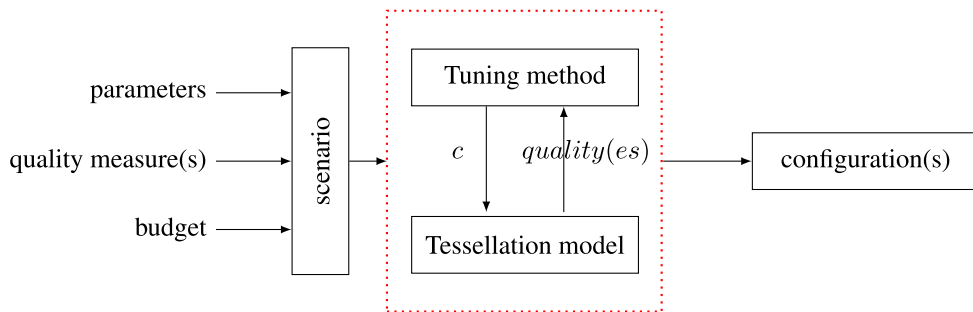 parameters
quality measure(s)
budget
scenario
Tuning method
c
quality(es)
Tessellation model
configuration(s)